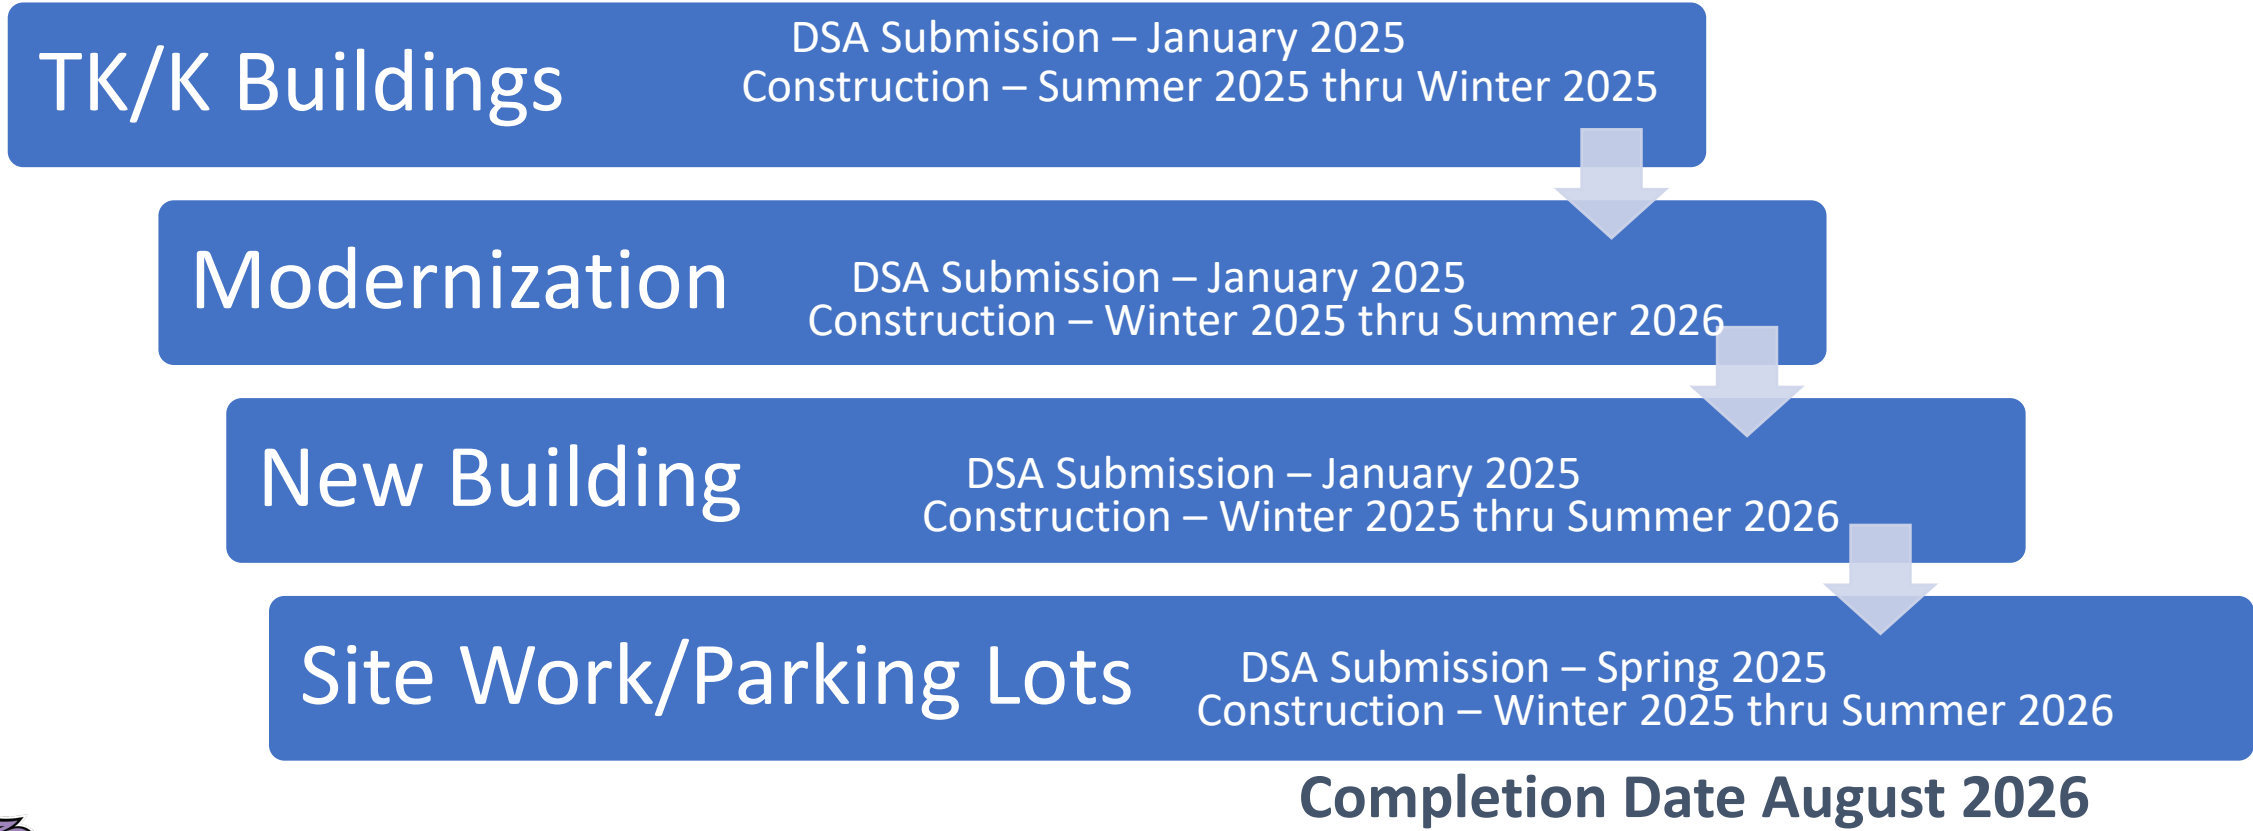 TK/K Buildings
DSA Submission – January 2025
Construction – Summer 2025 thru Winter 2025
Modernization
DSA Submission – January 2025
Construction – Winter 2025 thru Summer 2026
New Building
DSA Submission – January 2025
Construction – Winter 2025 thru Summer 2026
Site Work/Parking Lots
DSA Submission – Spring 2025
Construction – Winter 2025 thru Summer 2026
Completion Date August 2026